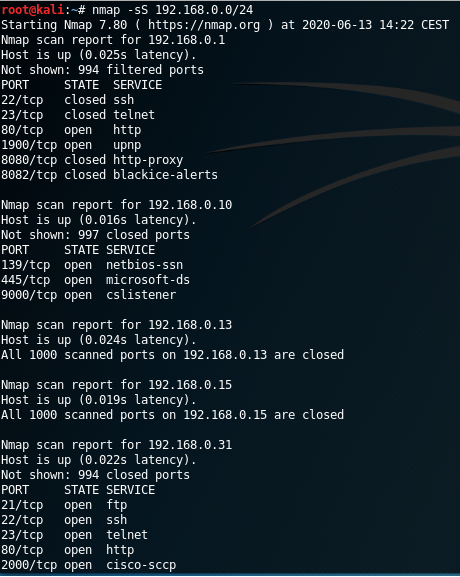 root@kali:~# nmap -sS 192.168.0.0/24
Starting Nmap 7.80 ( https://nmap.org ) at 2020-06-13 14:22 CEST
Nmap scan report for 192.168.0.1
Host is up (0.025s latency).
Not shown: 994 filtered ports
PORT     STATE  SERVICE
22/tcp   closed ssh
23/tcp   closed telnet
80/tcp   open   http
1900/tcp open   upnp
8080/tcp closed http-proxy
8082/tcp closed blackice-alerts

Nmap scan report for 192.168.0.10
Host is up (0.016s latency).
Not shown: 997 closed ports
PORT     STATE SERVICE
139/tcp  open  netbios-ssn
445/tcp  open  microsoft-ds
9000/tcp open  cslistener

Nmap scan report for 192.168.0.13
Host is up (0.024s latency).
All 1000 scanned ports on 192.168.0.13 are closed

Nmap scan report for 192.168.0.15
Host is up (0.019s latency).
All 1000 scanned ports on 192.168.0.15 are closed

Nmap scan report for 192.168.0.31
Host is up (0.022s latency).
Not shown: 994 closed ports
PORT     STATE SERVICE
21/tcp   open  ftp
22/tcp   open  ssh
23/tcp   open  telnet
80/tcp   open  http
2000/tcp open  cisco-sccp